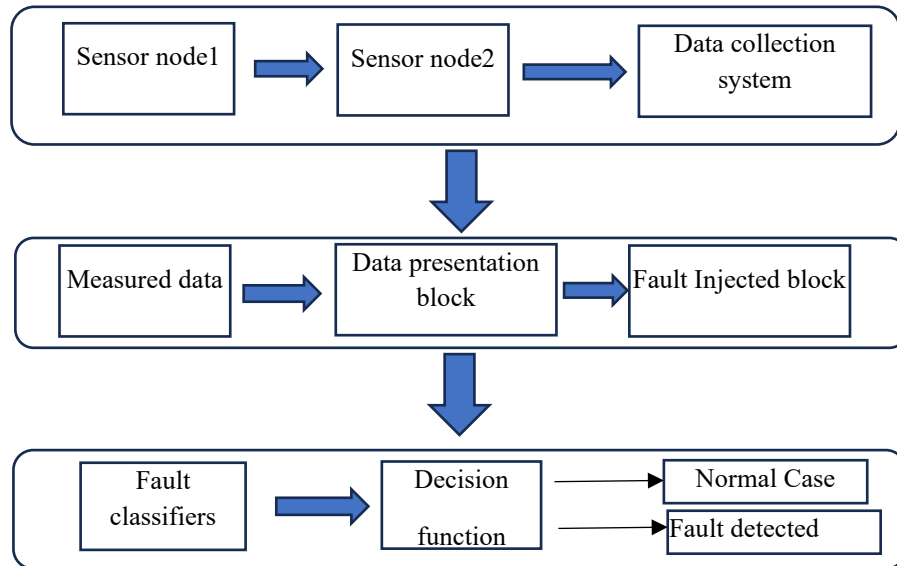 Sensor node1
Sensor node2
Data collection
system
Measured data
Data presentation
block
Fault Injected block
Fault
classifiers
Decision
function
Normal Case
Fault detected